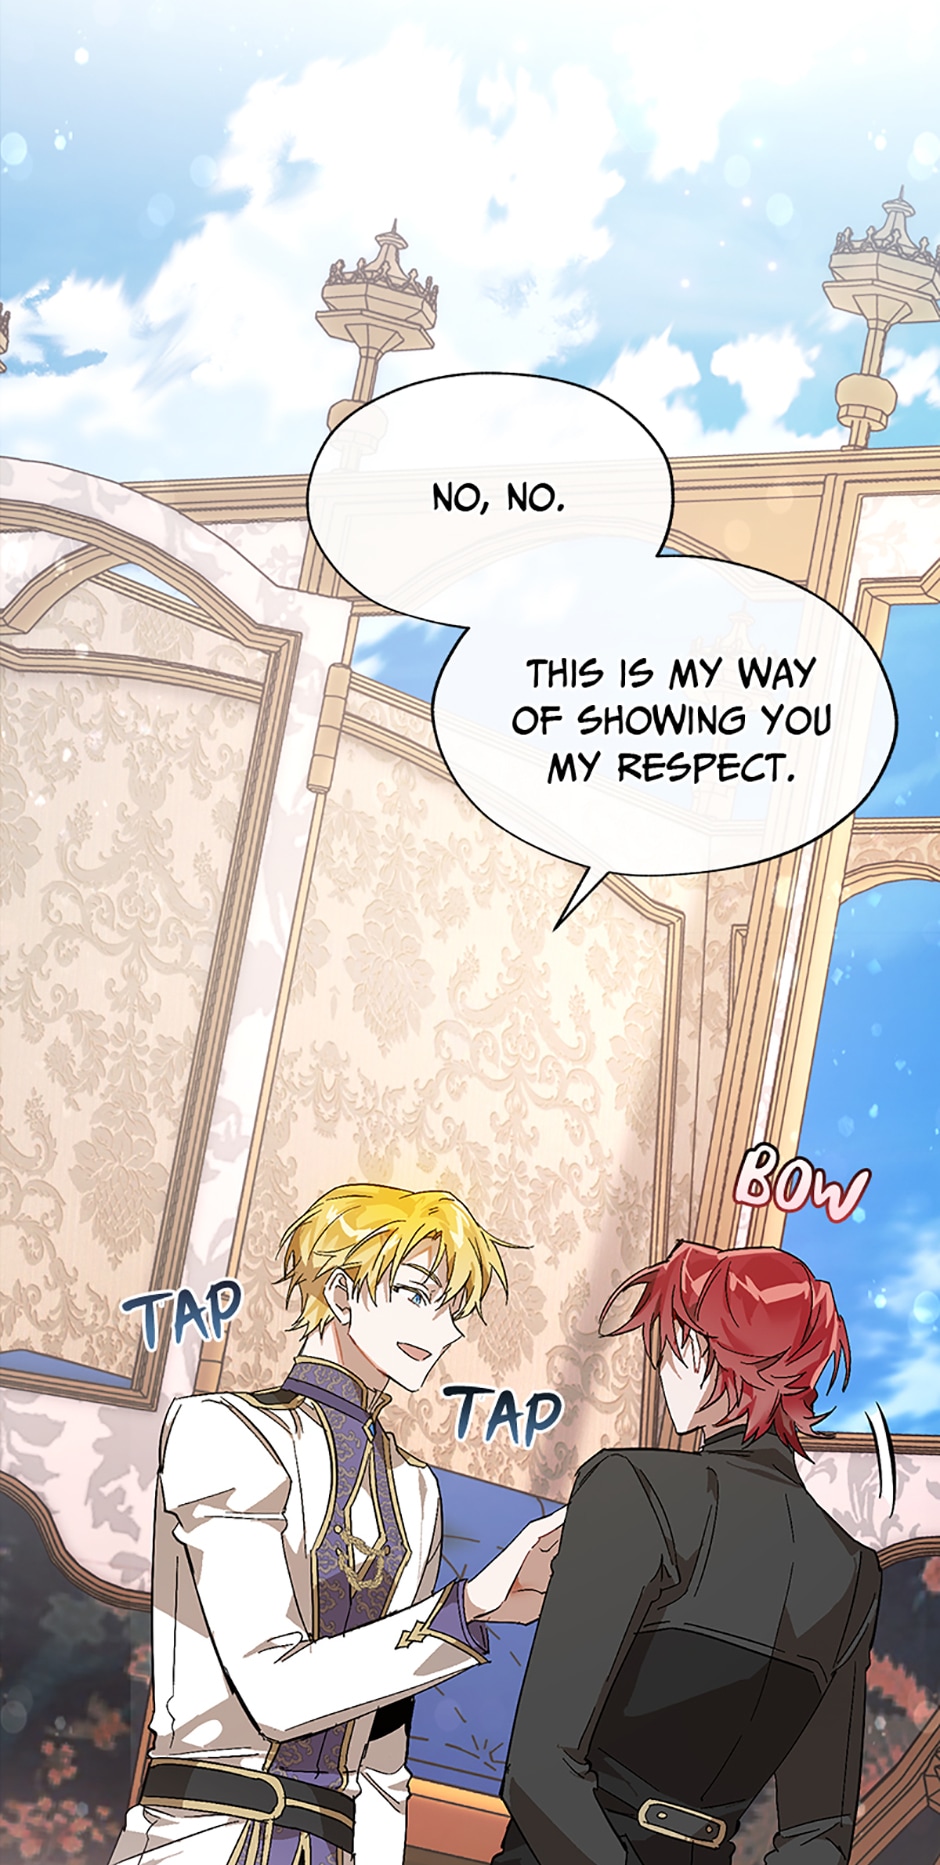 NO, NO.
THIS IS MY WAY
OF SHOWING YOU
MY RESPECT.
BOW
TAP
TAP